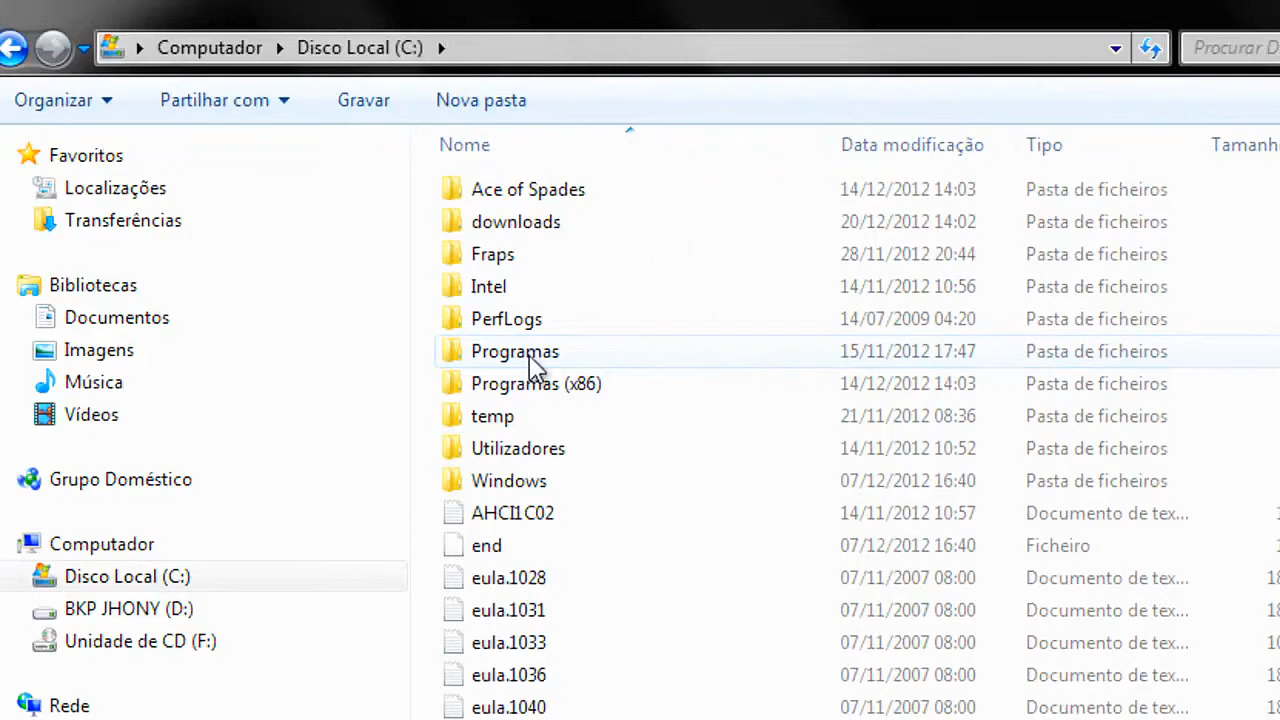 Computador Disco Local (C:) Procurar D
Organizar Partilhar com Gravar Nova pasta
Favoritos
Localizações
Transferências
Bibliotecas
Documentos
Imagens
Música
Vídeos
Grupo Doméstico
Computador
Disco Local (C:)
BKP JHONY (D:)
Unidade de CD (F:)
Rede
Nome Data modificação Tipo Tamanho
Ace of Spades 14/12/2012 14:03 Pasta de ficheiros
downloads 20/12/2012 14:02 Pasta de ficheiros
Fraps 28/11/2012 20:44 Pasta de ficheiros
Intel 14/11/2012 10:56 Pasta de ficheiros
PerfLogs 14/07/2009 04:20 Pasta de ficheiros
Programas 15/11/2012 17:47 Pasta de ficheiros
Programas (x86) 14/12/2012 14:03 Pasta de ficheiros
temp 21/11/2012 08:36 Pasta de ficheiros
Utilizadores 14/11/2012 10:52 Pasta de ficheiros
Windows 07/12/2012 16:40 Pasta de ficheiros
AHCI1C02 14/11/2012 10:57 Documento de tex...
end 07/12/2012 16:40 Ficheiro
eula.1028 07/11/2007 08:00 Documento de tex... 18
eula.1031 07/11/2007 08:00 Documento de tex... 18
eula.1033 07/11/2007 08:00 Documento de tex... 10
eula.1036 07/11/2007 08:00 Documento de tex... 18
eula.1040 07/11/2007 08:00 Documento de tex... 18